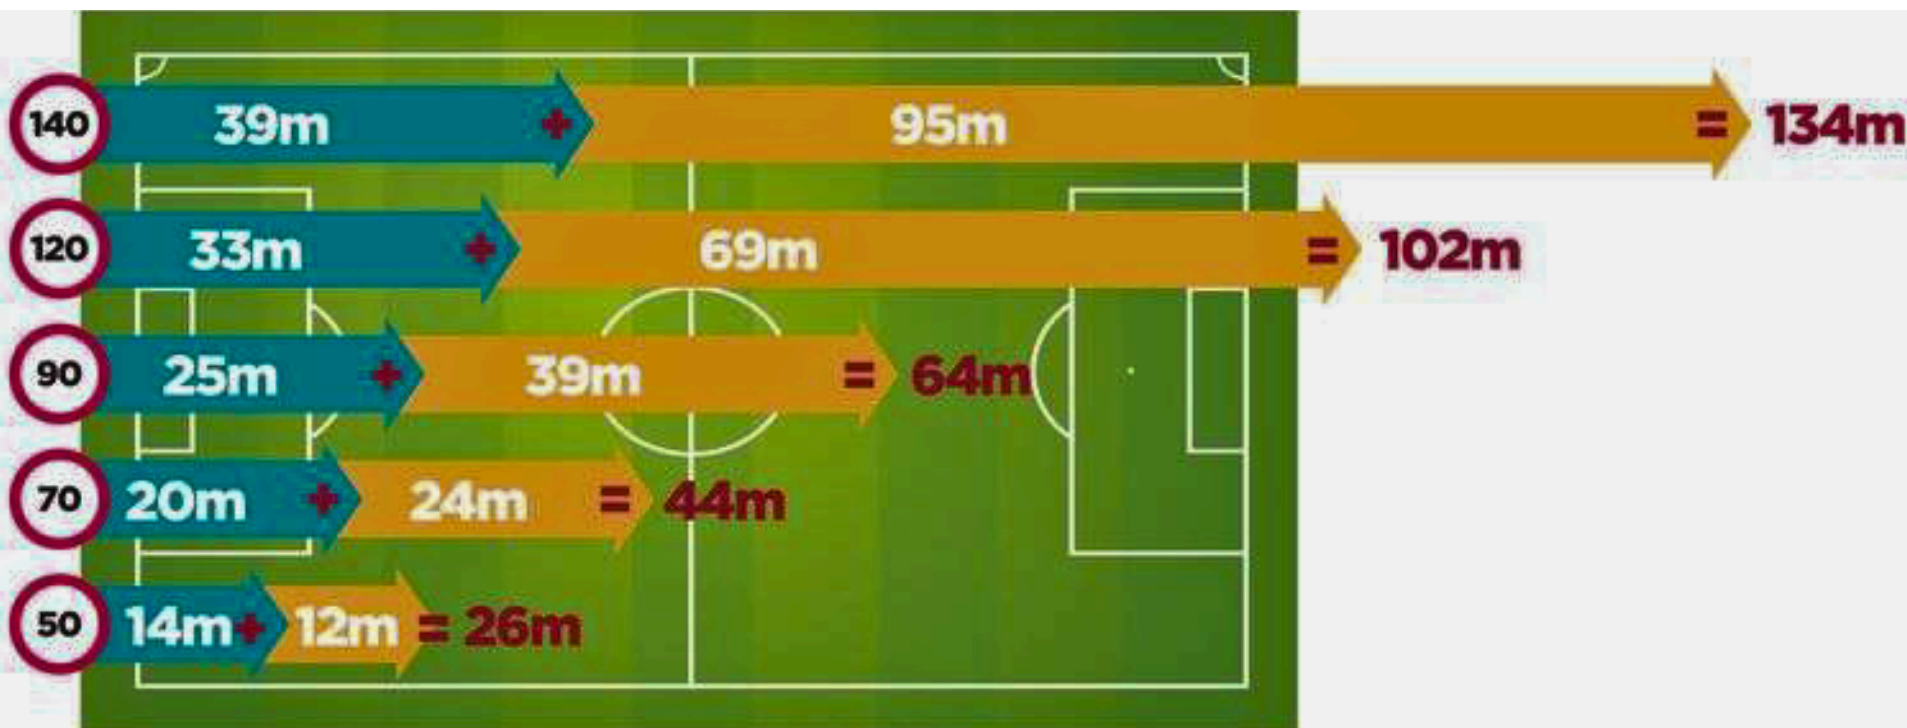 140 39m + 95m = 134m
120 33m + 69m = 102m
90 25m + 39m = 64m
70 20m + 24m = 44m
50 14m + 12m = 26m